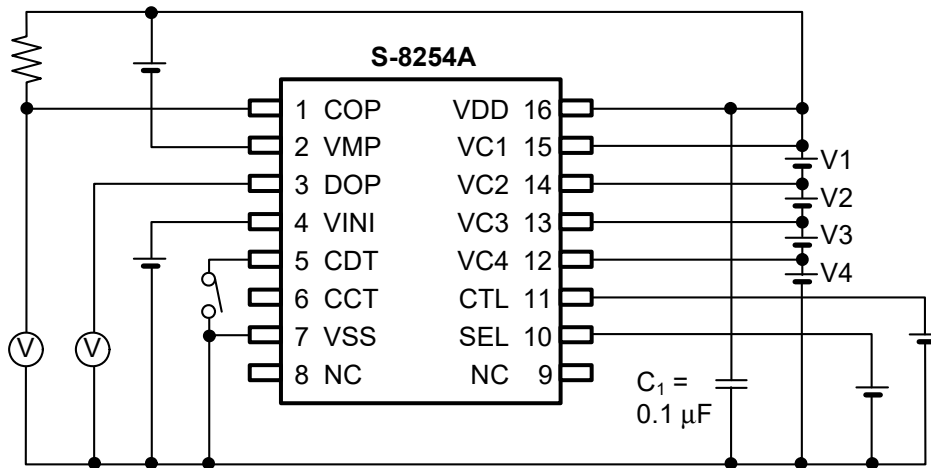 S-8254A
1 COP
2 VMP
3 DOP
4 VINI
5 CDT
6 CCT
7 VSS
8 NC
VDD 16
VC1 15
VC2 14
VC3 13
VC4 12
CTL 11
SEL 10
NC 9
V1
V2
V3
V4
V
V
C₁ =
0.1 μF